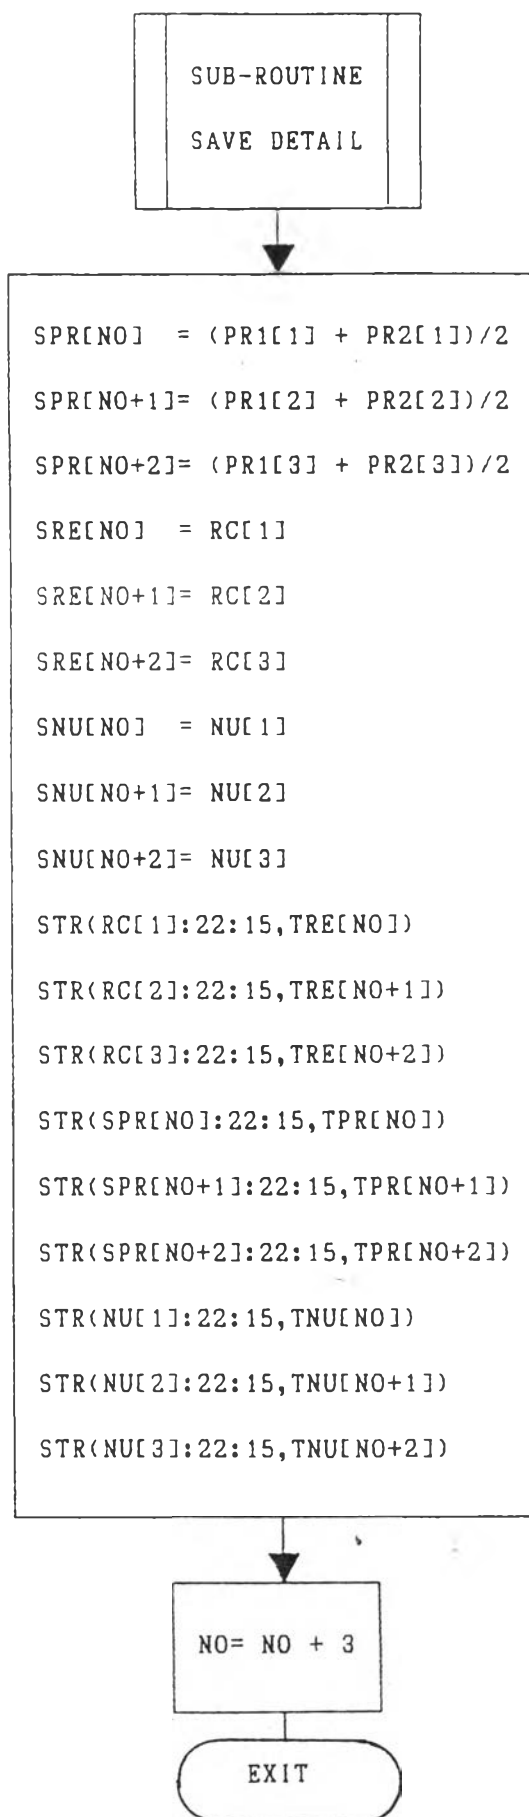 SUB-ROUTINE
SAVE DETAIL
SPR[NO] = (PR1[1] + PR2[1])/2
SPR[NO+1]= (PR1[2] + PR2[2])/2
SPR[NO+2]= (PR1[3] + PR2[3])/2
SRE[NO] = RC[1]
SRE[NO+1]= RC[2]
SRE[NO+2]= RC[3]
SNU[NO] = NU[1]
SNU[NO+1]= NU[2]
SNU[NO+2]= NU[3]
STR(RC[1]:22:15,TRE[NO])
STR(RC[2]:22:15,TRE[NO+1])
STR(RC[3]:22:15,TRE[NO+2])
STR(SPR[NO]:22:15,TPR[NO])
STR(SPR[NO+1]:22:15,TPR[NO+1])
STR(SPR[NO+2]:22:15,TPR[NO+2])
STR(NU[1]:22:15,TNU[NO])
STR(NU[2]:22:15,TNU[NO+1])
STR(NU[3]:22:15,TNU[NO+2])
NO= NO + 3
EXIT